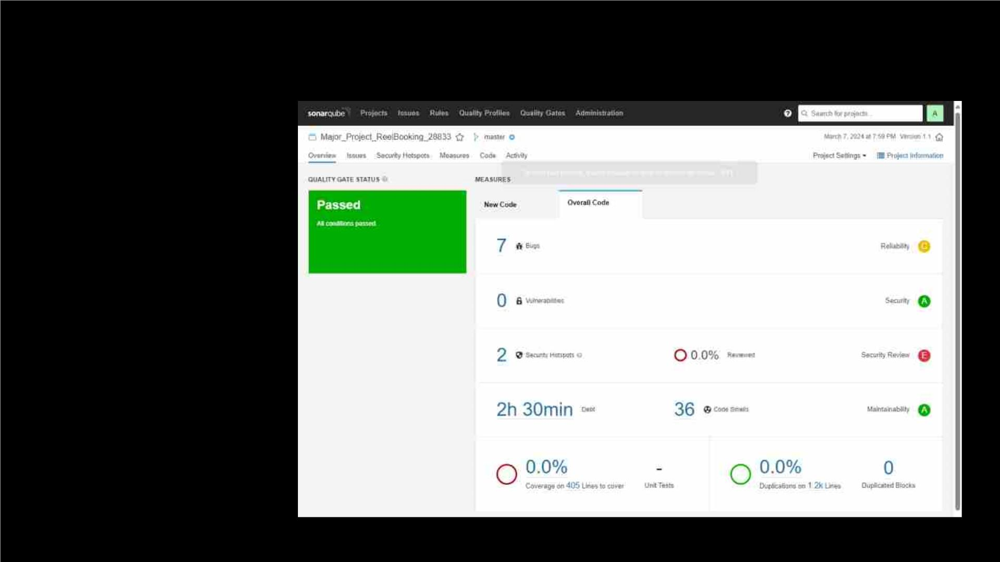 sonarqube Projects Issues Rules Quality Profiles Quality Gates Administration Search for projects... A
Major_Project_ReelBooking_28833 master March 7, 2024 at 7:59 PM Version 1.1
Overview Issues Security Hotspots Measures Code Activity Project Settings Project Information
QUALITY GATE STATUS
Passed
All conditions passed.
MEASURES
New Code Overall Code
7 Bugs Reliability C
0 Vulnerabilities Security A
2 Security Hotspots 0.0% Reviewed Security Review E
2h 30min Debt 36 Code Smells Maintainability A
0.0% - 0.0% 0
Coverage on 405 Lines to cover Unit Tests Duplications on 1.2k Lines Duplicated Blocks